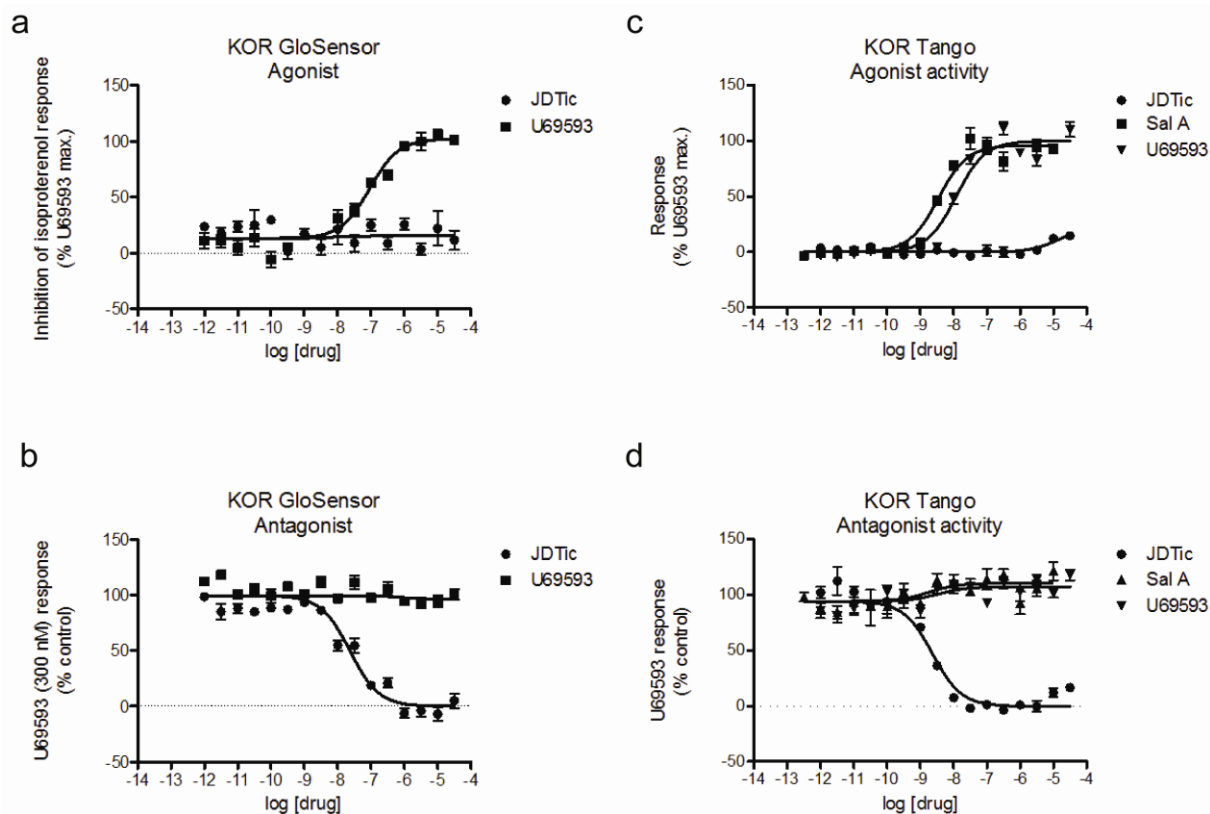 a
KOR GloSensor
Agonist
Inhibition of isoproterenol response
(% U69593 max.)
150
100
50
0
-50
-14 -13 -12 -11 -10 -9 -8 -7 -6 -5 -4
log [drug]
JDTic
U69593
c
KOR Tango
Agonist activity
Response
(% U69593 max.)
150
100
50
0
-50
-14 -13 -12 -11 -10 -9 -8 -7 -6 -5 -4
log [drug]
JDTic
Sal A
U69593
b
KOR GloSensor
Antagonist
U69593 (300 nM) response
(% control)
150
100
50
0
-50
-14 -13 -12 -11 -10 -9 -8 -7 -6 -5 -4
log [drug]
JDTic
U69593
d
KOR Tango
Antagonist activity
U69593 response
(% control)
150
100
50
0
-50
-14 -13 -12 -11 -10 -9 -8 -7 -6 -5 -4
log [drug]
JDTic
Sal A
U69593